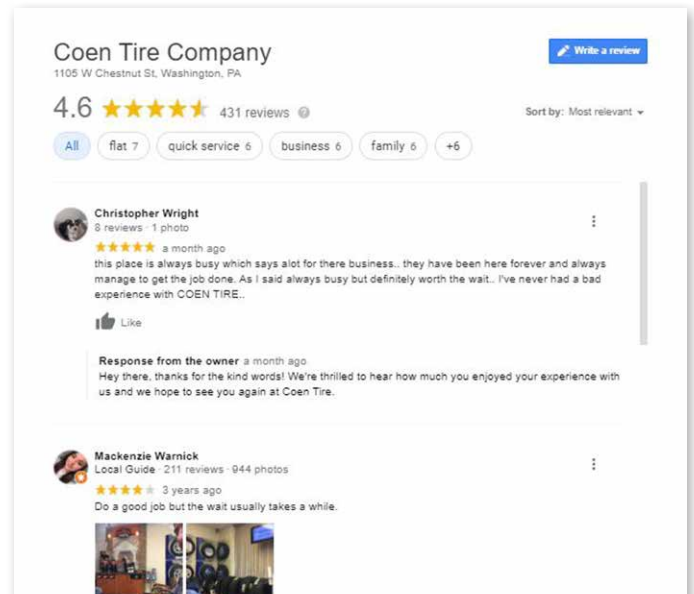 Coen Tire Company
Write a review
1105 W Chestnut St, Washington, PA
4.6 431 reviews
Sort by: Most relevant
All flat 7 quick service 6 business 6 family 6 +6
Christopher Wright
8 reviews · 1 photo
a month ago
this place is always busy which says alot for there business.. they have been here forever and always
manage to get the job done. As I said always busy but definitely worth the wait.. I've never had a bad
experience with COEN TIRE..
Like
Response from the owner a month ago
Hey there, thanks for the kind words! We're thrilled to hear how much you enjoyed your experience with
us and we hope to see you again at Coen Tire.
Mackenzie Warnick
Local Guide · 211 reviews · 944 photos
3 years ago
Do a good job but the wait usually takes a while.